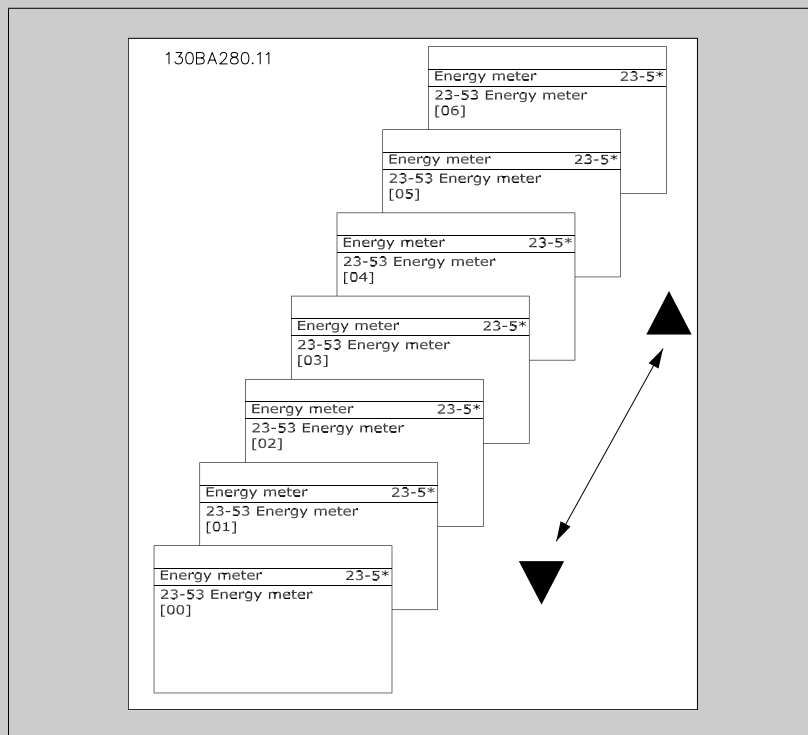 130BA280.11
Energy meter 23-5*
23-53 Energy meter
[06]
Energy meter 23-5*
23-53 Energy meter
[05]
Energy meter 23-5*
23-53 Energy meter
[04]
Energy meter 23-5*
23-53 Energy meter
[03]
Energy meter 23-5*
23-53 Energy meter
[02]
Energy meter 23-5*
23-53 Energy meter
[01]
Energy meter 23-5*
23-53 Energy meter
[00]